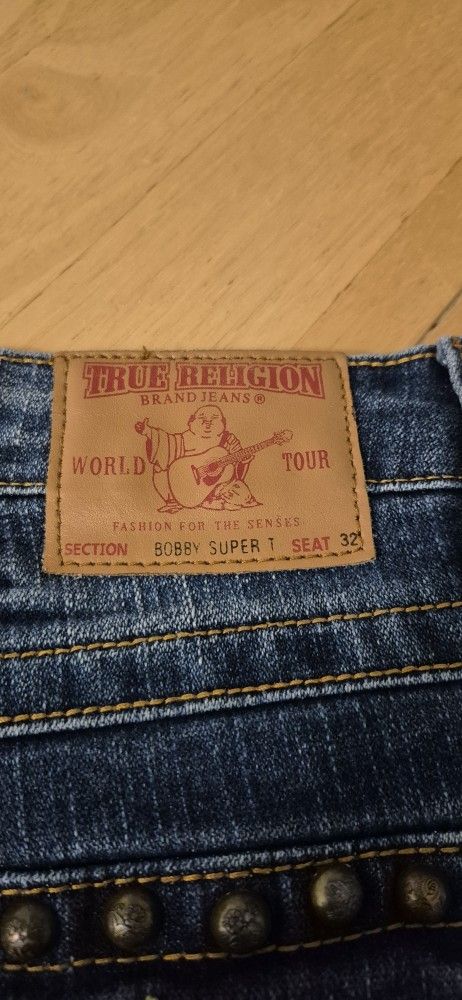 TRUE RELIGION
BRAND JEANS ®
WORLD TOUR
FASHION FOR THE SENSES
SECTION BOBBY SUPER T SEAT 32